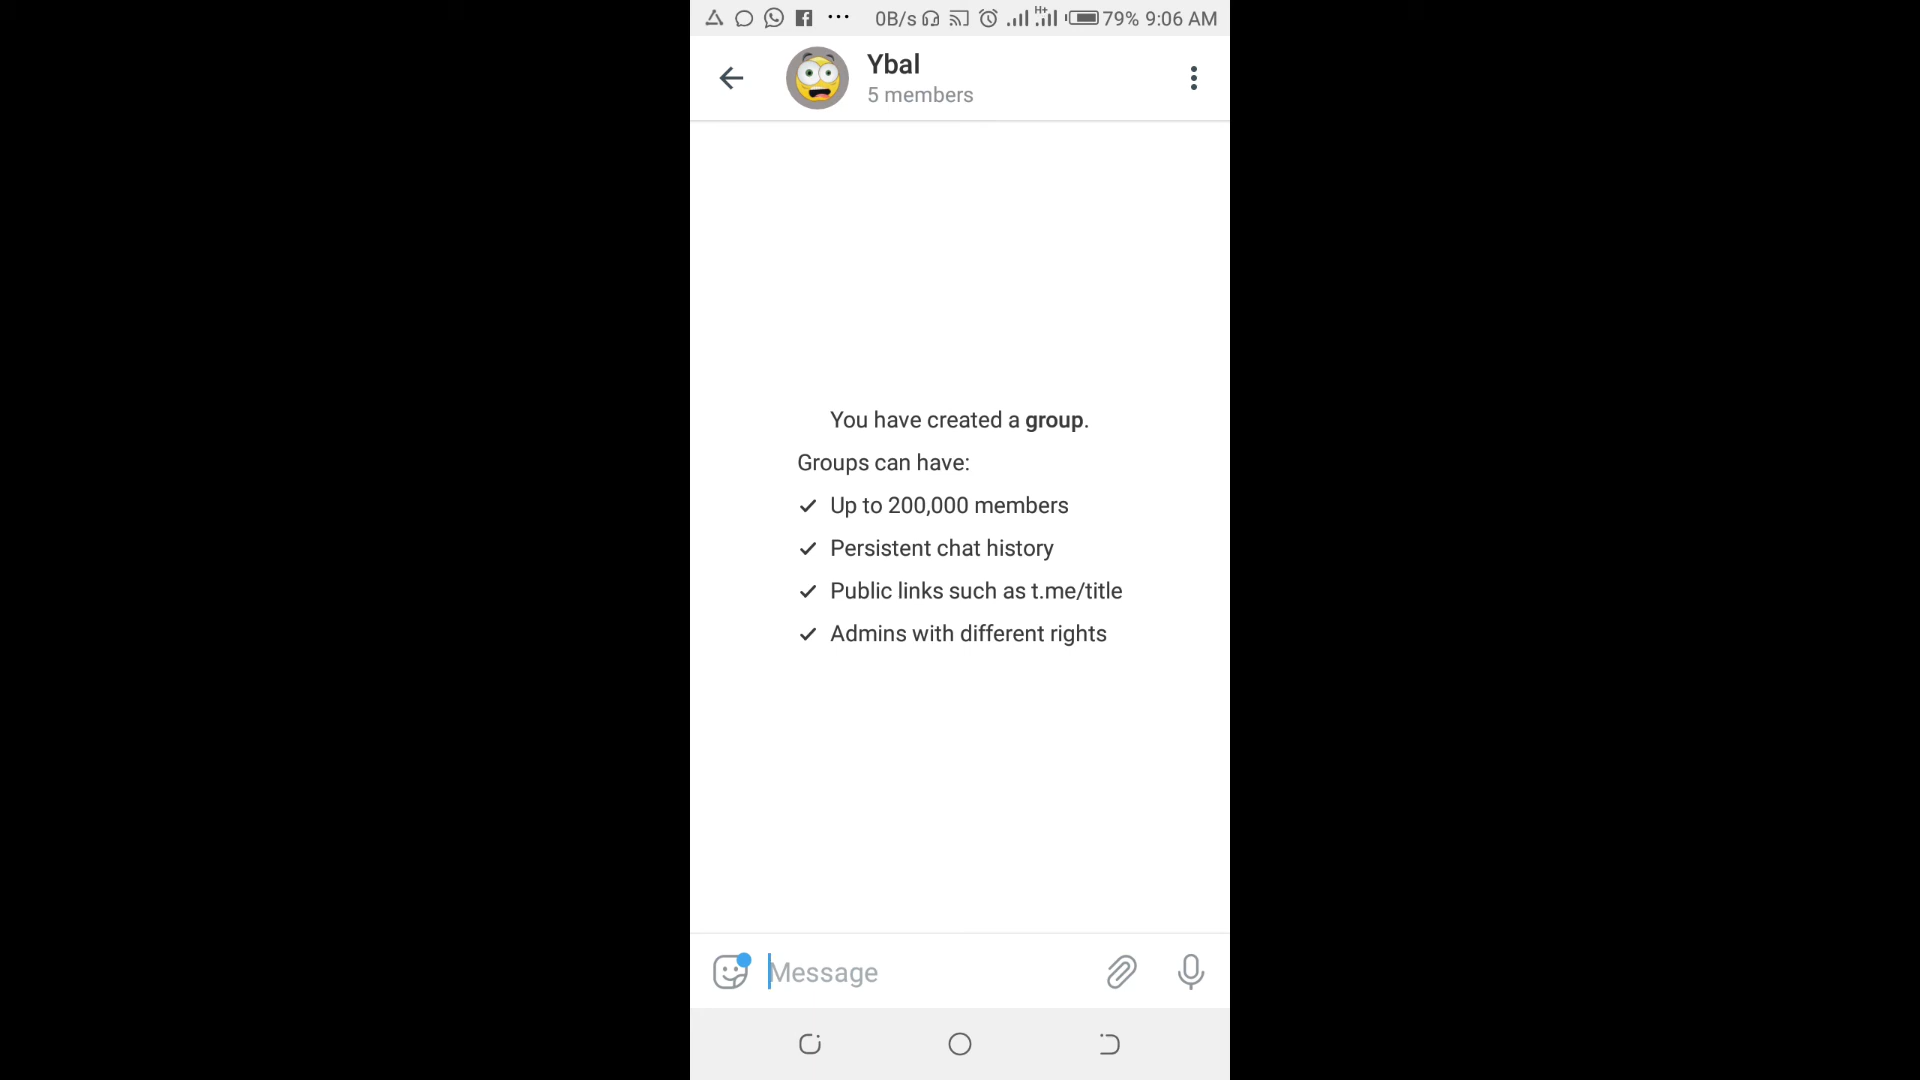 0B/s H+ 79% 9:06 AM
Ybal
5 members
You have created a group.
Groups can have:
Up to 200,000 members
Persistent chat history
Public links such as t.me/title
Admins with different rights
Message